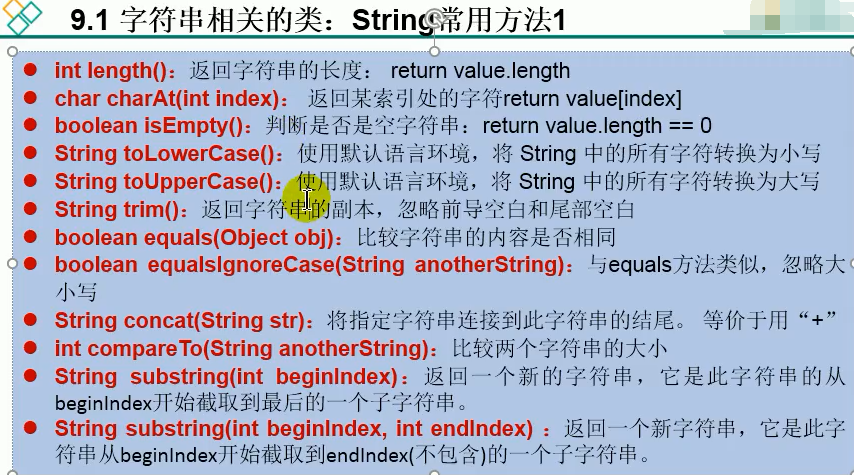 9.1 字符串相关的类：String常用方法1
int length()：返回字符串的长度： return value.length
char charAt(int index)： 返回某索引处的字符return value[index]
boolean isEmpty()：判断是否是空字符串：return value.length == 0
String toLowerCase()：使用默认语言环境，将 String 中的所有字符转换为小写
String toUpperCase()：使用默认语言环境，将 String 中的所有字符转换为大写
String trim()：返回字符串的副本，忽略前导空白和尾部空白
boolean equals(Object obj)：比较字符串的内容是否相同
boolean equalsIgnoreCase(String anotherString)：与equals方法类似，忽略大
小写
String concat(String str)：将指定字符串连接到此字符串的结尾。 等价于用“+”
int compareTo(String anotherString)：比较两个字符串的大小
String substring(int beginIndex)：返回一个新的字符串，它是此字符串的从
beginIndex开始截取到最后的一个子字符串。
String substring(int beginIndex, int endIndex) ：返回一个新字符串，它是此字
符串从beginIndex开始截取到endIndex(不包含)的一个子字符串。